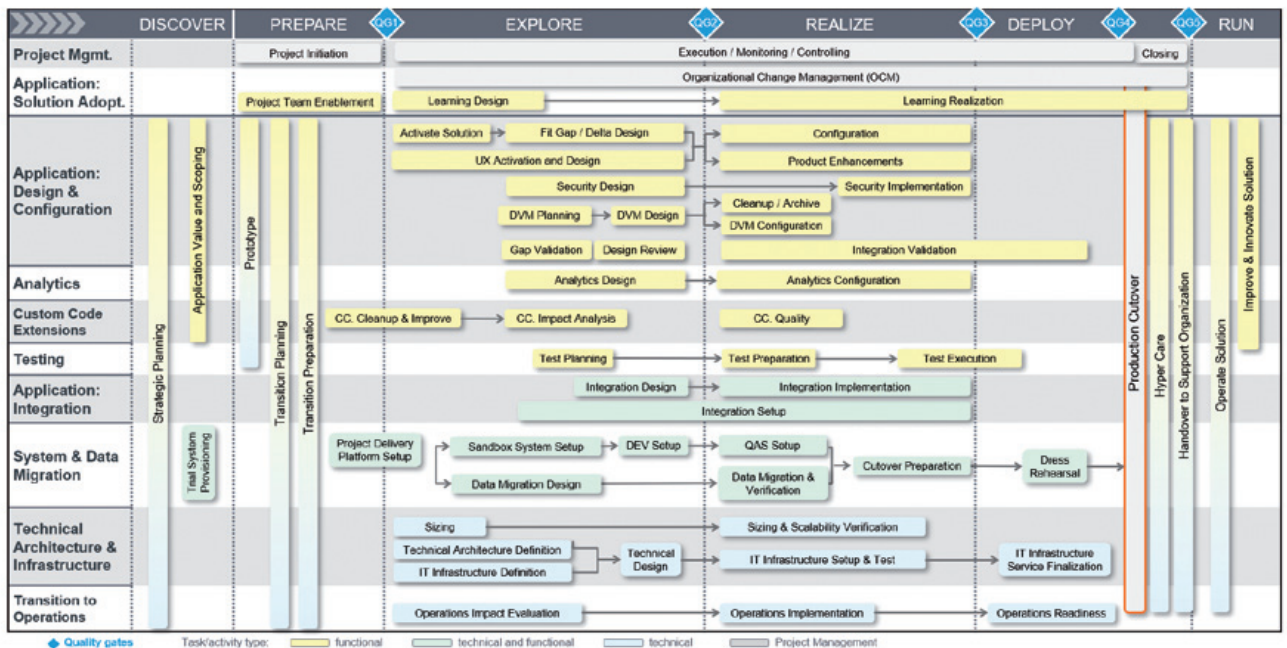 DISCOVER PREPARE QG1 EXPLORE QG2 REALIZE QG3 DEPLOY QG4 QG5 RUN
Project Mgmt.
Project Initiation
Execution / Monitoring / Controlling
Closing
Application:
Solution Adopt.
Organizational Change Management (OCM)
Project Team Enablement
Learning Design
Learning Realization
Application:
Design &
Configuration
Activate Solution
Fit Gap / Delta Design
Configuration
UX Activation and Design
Product Enhancements
Security Design
Security Implementation
DVM Planning
DVM Design
Cleanup / Archive
DVM Configuration
Gap Validation
Design Review
Integration Validation
Analytics
Analytics Design
Analytics Configuration
Custom Code
Extensions
CC. Cleanup & Improve
CC. Impact Analysis
CC. Quality
Testing
Test Planning
Test Preparation
Test Execution
Application:
Integration
Integration Design
Integration Implementation
Integration Setup
System & Data
Migration
Project Delivery
Platform Setup
Sandbox System Setup
DEV Setup
QAS Setup
Data Migration Design
Data Migration &
Verification
Cutover Preparation
Dress
Rehearsal
Technical
Architecture &
Infrastructure
Sizing
Sizing & Scalability Verification
Technical Architecture Definition
IT Infrastructure Definition
Technical
Design
IT Infrastructure Setup & Test
IT Infrastructure
Service Finalization
Transition to
Operations
Operations Impact Evaluation
Operations Implementation
Operations Readiness
Strategic Planning
Application Value and Scoping
Trial System
Provisioning
Prototype
Transition Planning
Transition Preparation
Production Cutover
Hyper Care
Handover to Support Organization
Operate Solution
Improve & Innovate Solution
Quality gates
Task/activity type:
functional
technical and functional
technical
Project Management